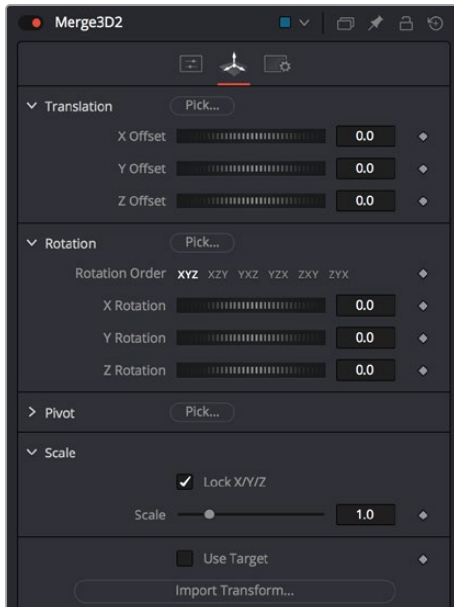 Merge3D2
Translation Pick...
X Offset 0.0
Y Offset 0.0
Z Offset 0.0
Rotation Pick...
Rotation Order XYZ XZY YXZ YZX ZXY ZYX
X Rotation 0.0
Y Rotation 0.0
Z Rotation 0.0
Pivot Pick...
Scale
Lock X/Y/Z
Scale 1.0
Use Target
Import Transform...